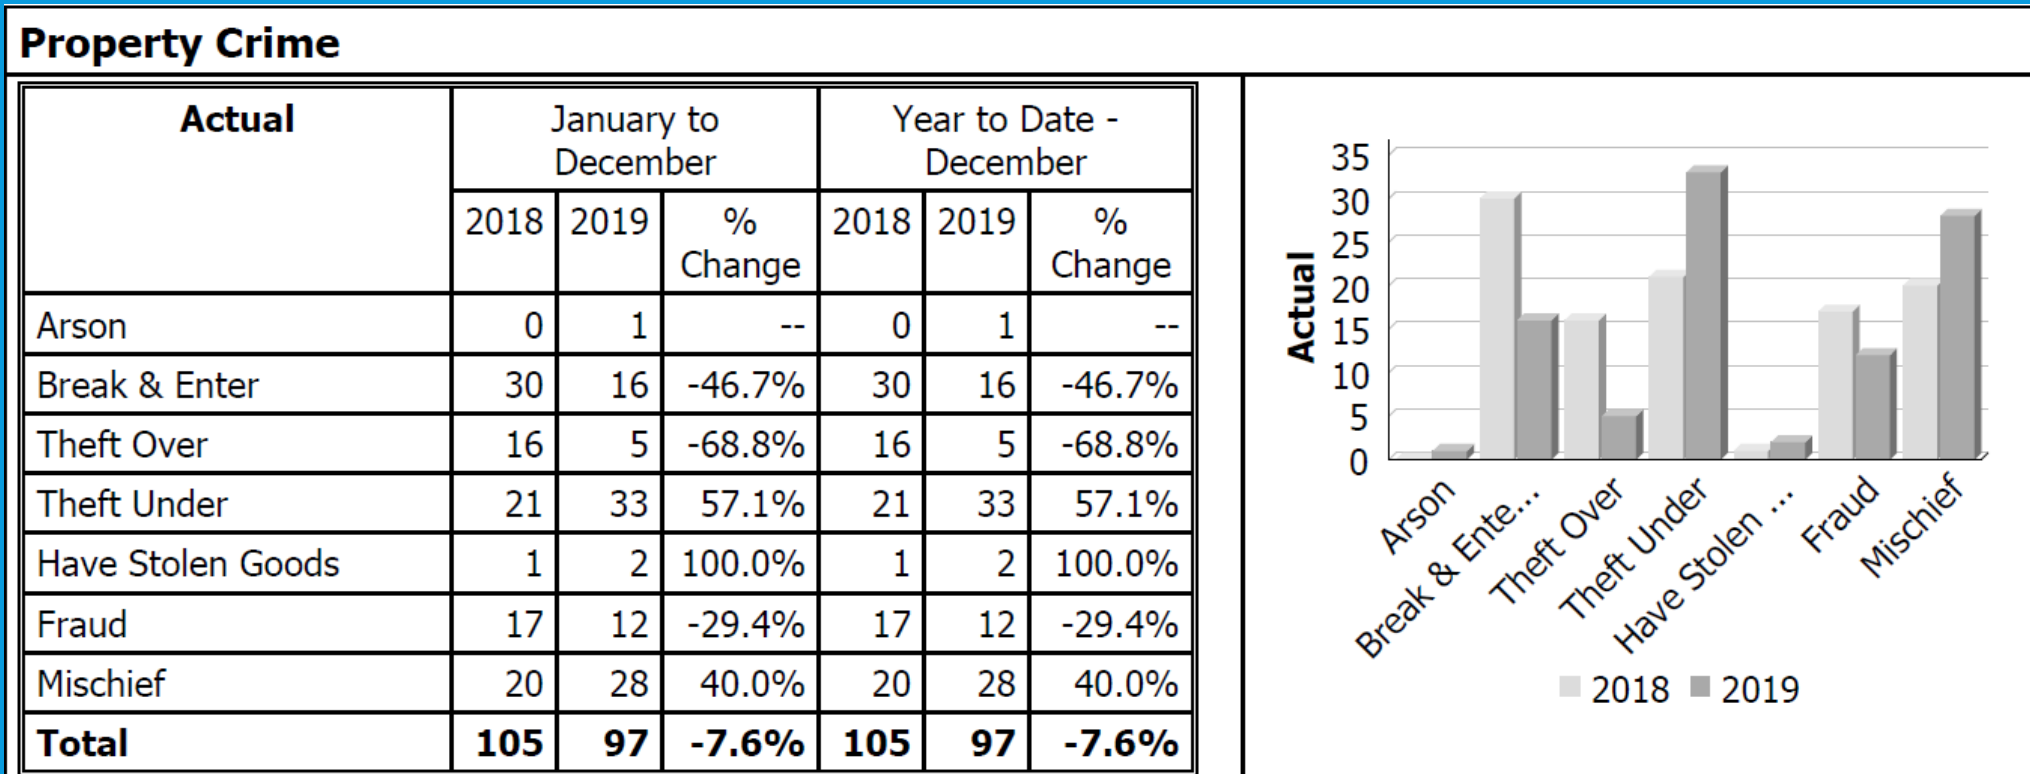 Property Crime
Actual January to December Year to Date - December
2018 2019 % Change 2018 2019 % Change
Arson 0 1 -- 0 1 --
Break & Enter 30 16 -46.7% 30 16 -46.7%
Theft Over 16 5 -68.8% 16 5 -68.8%
Theft Under 21 33 57.1% 21 33 57.1%
Have Stolen Goods 1 2 100.0% 1 2 100.0%
Fraud 17 12 -29.4% 17 12 -29.4%
Mischief 20 28 40.0% 20 28 40.0%
Total 105 97 -7.6% 105 97 -7.6%
Actual
35
30
25
20
15
10
5
0
Arson
Break & Ente...
Theft Over
Theft Under
Have Stolen ...
Fraud
Mischief
2018 2019